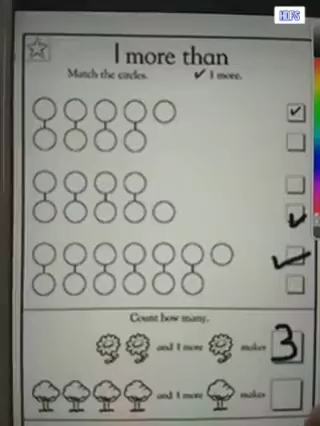 HDFS
1 more than
Match the circles. ✔ 1 more.
Count how many.
and 1 more makes 3
and 1 more makes